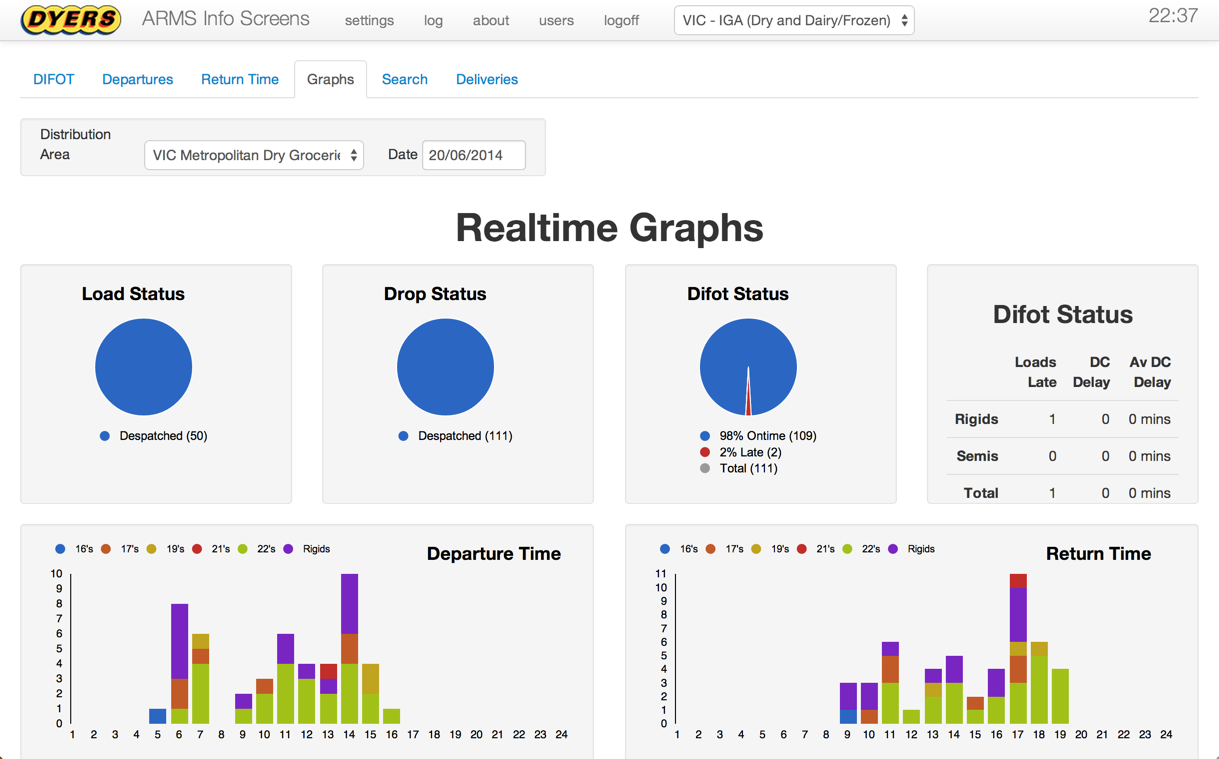 DYERS ARMS Info Screens settings log about users logoff VIC - IGA (Dry and Dairy/Frozen) 22:37
DIFOT Departures Return Time Graphs Search Deliveries
Distribution
Area VIC Metropolitan Dry Grocerie Date 20/06/2014
Realtime Graphs
Load Status
Despatched (50)
Drop Status
Despatched (111)
Difot Status
98% Ontime (109)
2% Late (2)
Total (111)
Difot Status
Loads DC Av DC
Late Delay Delay
Rigids 1 0 0 mins
Semis 0 0 0 mins
Total 1 0 0 mins
16's 17's 19's 21's 22's Rigids
Departure Time
10
9
8
7
6
5
4
3
2
1
0
1 2 3 4 5 6 7 8 9 10 11 12 13 14 15 16 17 18 19 20 21 22 23 24
16's 17's 19's 21's 22's Rigids
Return Time
11
10
9
8
7
6
5
4
3
2
1
0
1 2 3 4 5 6 7 8 9 10 11 12 13 14 15 16 17 18 19 20 21 22 23 24